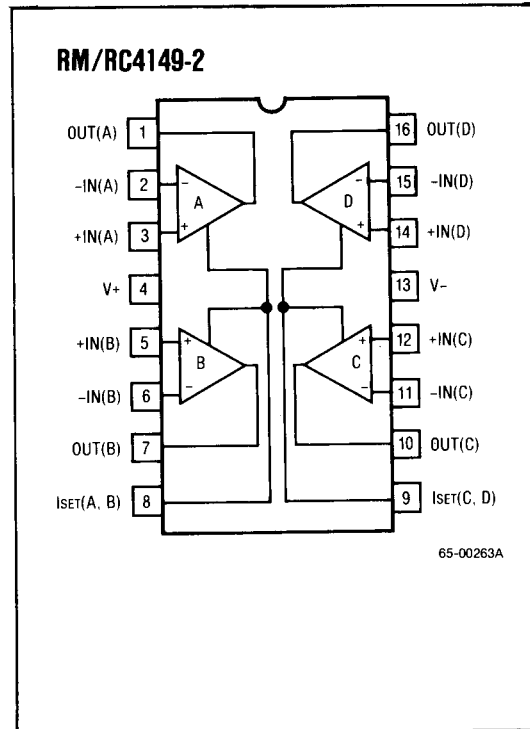 RM/RC4149-2
OUT(A) 1
-IN(A) 2
+IN(A) 3
V+ 4
+IN(B) 5
-IN(B) 6
OUT(B) 7
ISET(A, B) 8
16 OUT(D)
15 -IN(D)
14 +IN(D)
13 V-
12 +IN(C)
11 -IN(C)
10 OUT(C)
9 ISET(C, D)
- A +
- D +
+ B -
+ C -
65-00263A